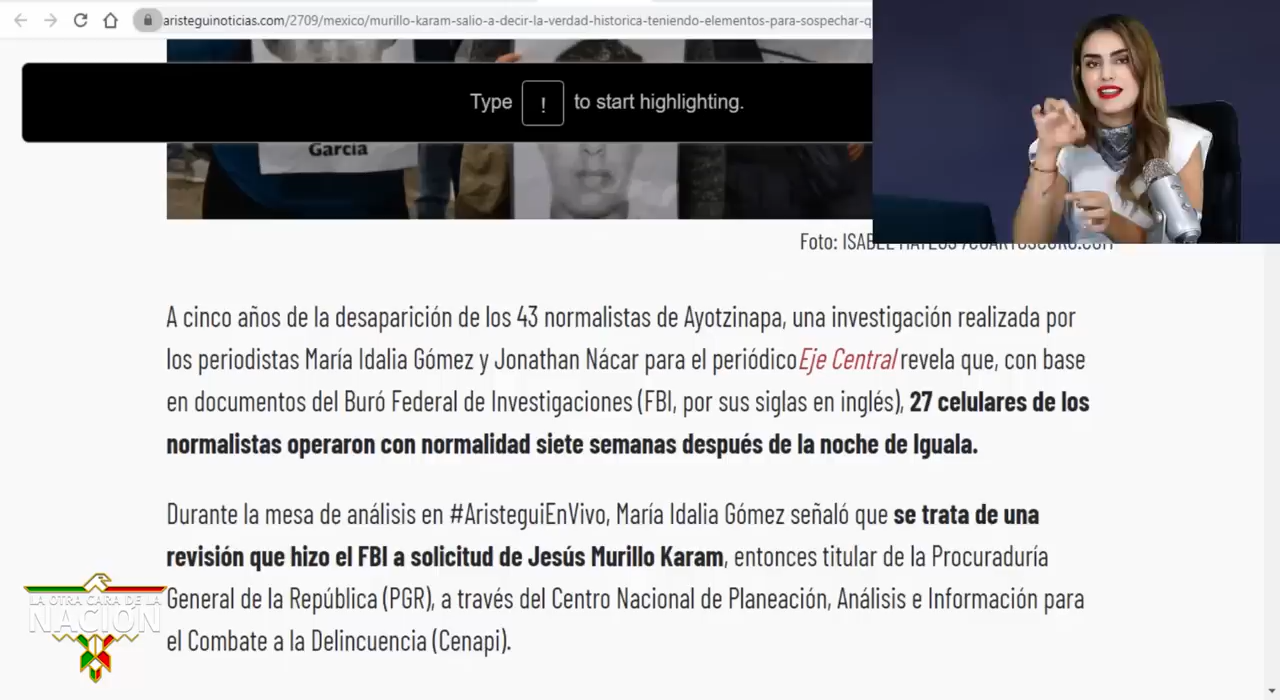 aristeguinoticias.com/2709/mexico/murillo-karam-salio-a-decir-la-verdad-historica-teniendo-elementos-para-sospechar-q
Type ! to start highlighting.
García
Foto: ISABEL MATEOS /CUARTOSCURO.COM
A cinco años de la desaparición de los 43 normalistas de Ayotzinapa, una investigación realizada por
los periodistas María Idalia Gómez y Jonathan Nácar para el periódico Eje Central revela que, con base
en documentos del Buró Federal de Investigaciones (FBI, por sus siglas en inglés), 27 celulares de los
normalistas operaron con normalidad siete semanas después de la noche de Iguala.
Durante la mesa de análisis en #AristeguiEnVivo, María Idalia Gómez señaló que se trata de una
revisión que hizo el FBI a solicitud de Jesús Murillo Karam, entonces titular de la Procuraduría
General de la República (PGR), a través del Centro Nacional de Planeación, Análisis e Información para
el Combate a la Delincuencia (Cenapi).
LA OTRA CARA DE LA
NACIÓN